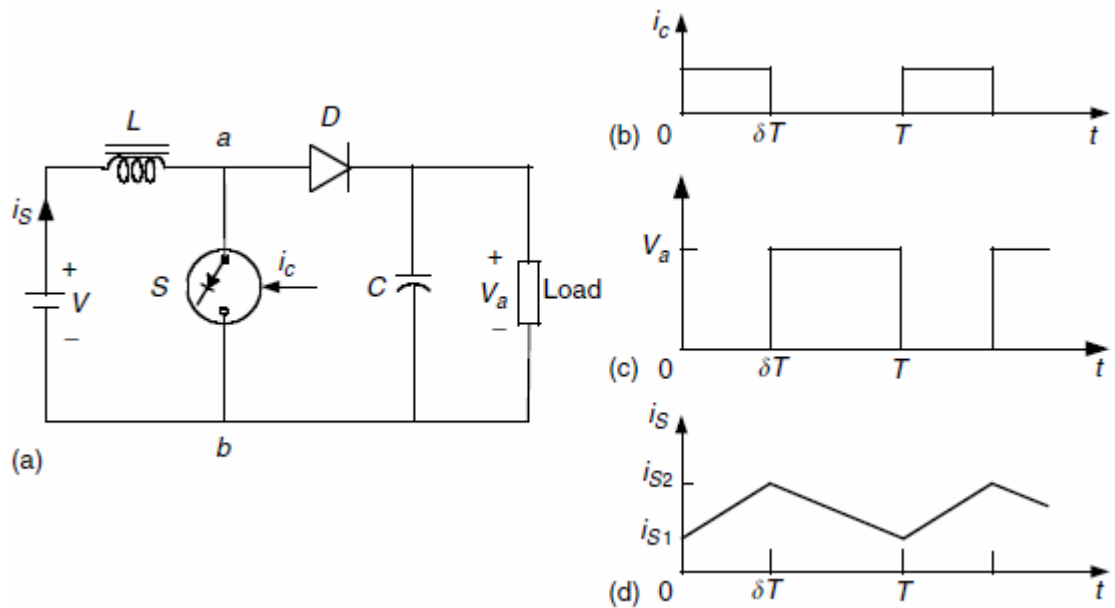 (a)
L
a
D
i_S
+
V
–
S
i_c
C
+
V_a
–
Load
b
(b)
i_c
0
δT
T
t
(c)
V_a
0
δT
T
t
(d)
i_S
i_S2
i_S1
0
δT
T
t